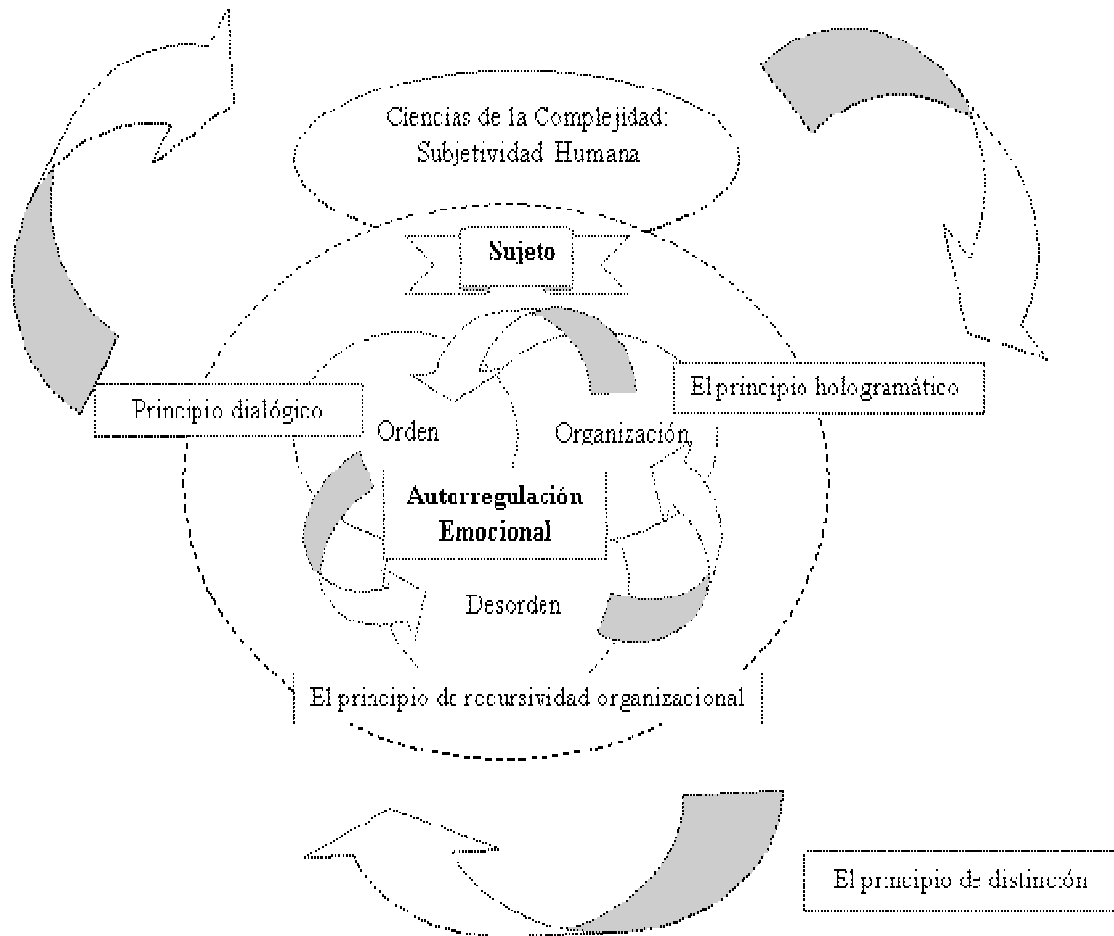 Ciencias de la Complejidad:
Subjetividad Humana
Sujeto
El principio hologramático
Principio dialógico
Orden
Organización
Autorregulación
Emocional
Desorden
El principio de recursividad organizacional
El principio de distinción